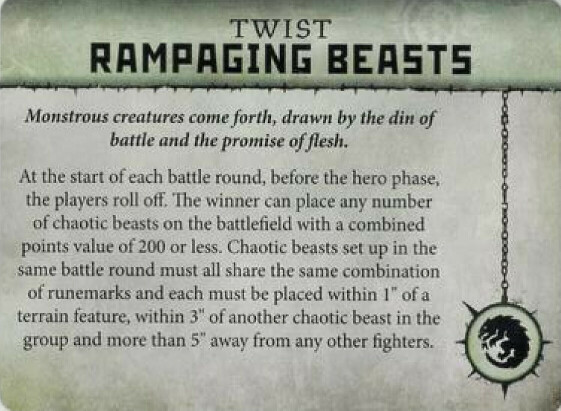 TWIST
RAMPAGING BEASTS
Monstrous creatures come forth, drawn by the din of
battle and the promise of flesh.
At the start of each battle round, before the hero phase,
the players roll off. The winner can place any number
of chaotic beasts on the battlefield with a combined
points value of 200 or less. Chaotic beasts set up in the
same battle round must all share the same combination
of runemarks and each must be placed within 1" of a
terrain feature, within 3" of another chaotic beast in the
group and more than 5" away from any other fighters.